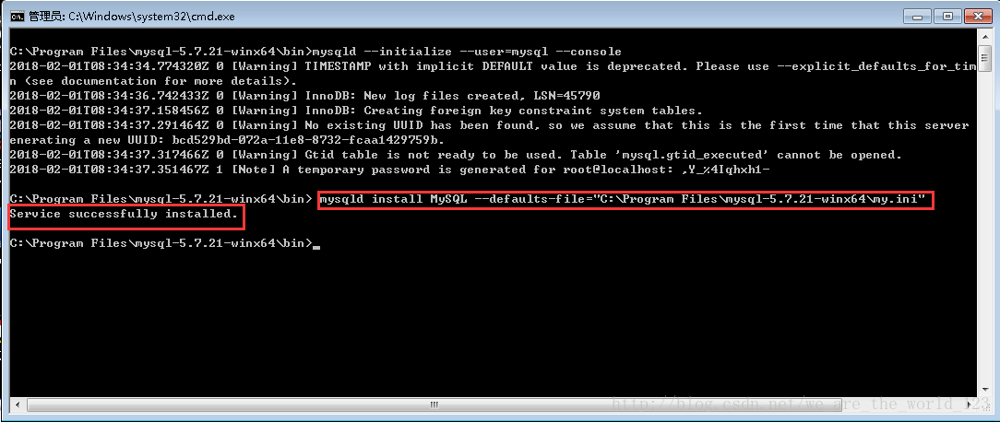 管理员: C:\Windows\system32\cmd.exe
C:\Program Files\mysql-5.7.21-winx64\bin>mysqld --initialize --user=mysql --console
2018-02-01T08:34:34.774320Z 0 [Warning] TIMESTAMP with implicit DEFAULT value is deprecated. Please use --explicit_defaults_for_tim
n (see documentation for more details).
2018-02-01T08:34:36.742433Z 0 [Warning] InnoDB: New log files created, LSN=45790
2018-02-01T08:34:37.158456Z 0 [Warning] InnoDB: Creating foreign key constraint system tables.
2018-02-01T08:34:37.291464Z 0 [Warning] No existing UUID has been found, so we assume that this is the first time that this server
enerating a new UUID: bcd529bd-072a-11e8-8732-fcaa1429759b.
2018-02-01T08:34:37.317466Z 0 [Warning] Gtid table is not ready to be used. Table 'mysql.gtid_executed' cannot be opened.
2018-02-01T08:34:37.351467Z 1 [Note] A temporary password is generated for root@localhost: ,Y_%4Iqhxh1-
C:\Program Files\mysql-5.7.21-winx64\bin> mysqld install MySQL --defaults-file="C:\Program Files\mysql-5.7.21-winx64\my.ini"
Service successfully installed.
C:\Program Files\mysql-5.7.21-winx64\bin>
http://blog.csdn.net/we_are_the_world_123